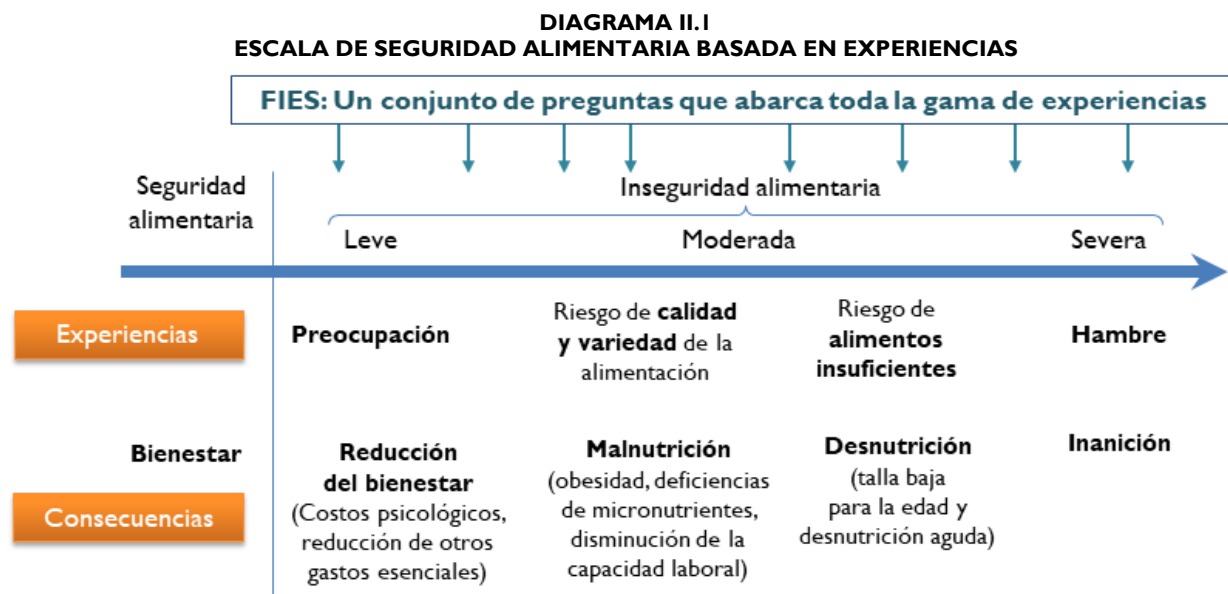 DIAGRAMA II.1
ESCALA DE SEGURIDAD ALIMENTARIA BASADA EN EXPERIENCIAS
FIES: Un conjunto de preguntas que abarca toda la gama de experiencias
Seguridad
alimentaria
Inseguridad alimentaria
Leve
Moderada
Severa
Experiencias
Preocupación
Riesgo de calidad
y variedad de la
alimentación
Riesgo de
alimentos
insuficientes
Hambre
Bienestar
Consecuencias
Reducción
del bienestar
(Costos psicológicos,
reducción de otros
gastos esenciales)
Malnutrición
(obesidad, deficiencias
de micronutrientes,
disminución de la
capacidad laboral)
Desnutrición
(talla baja
para la edad y
desnutrición aguda)
Inanición